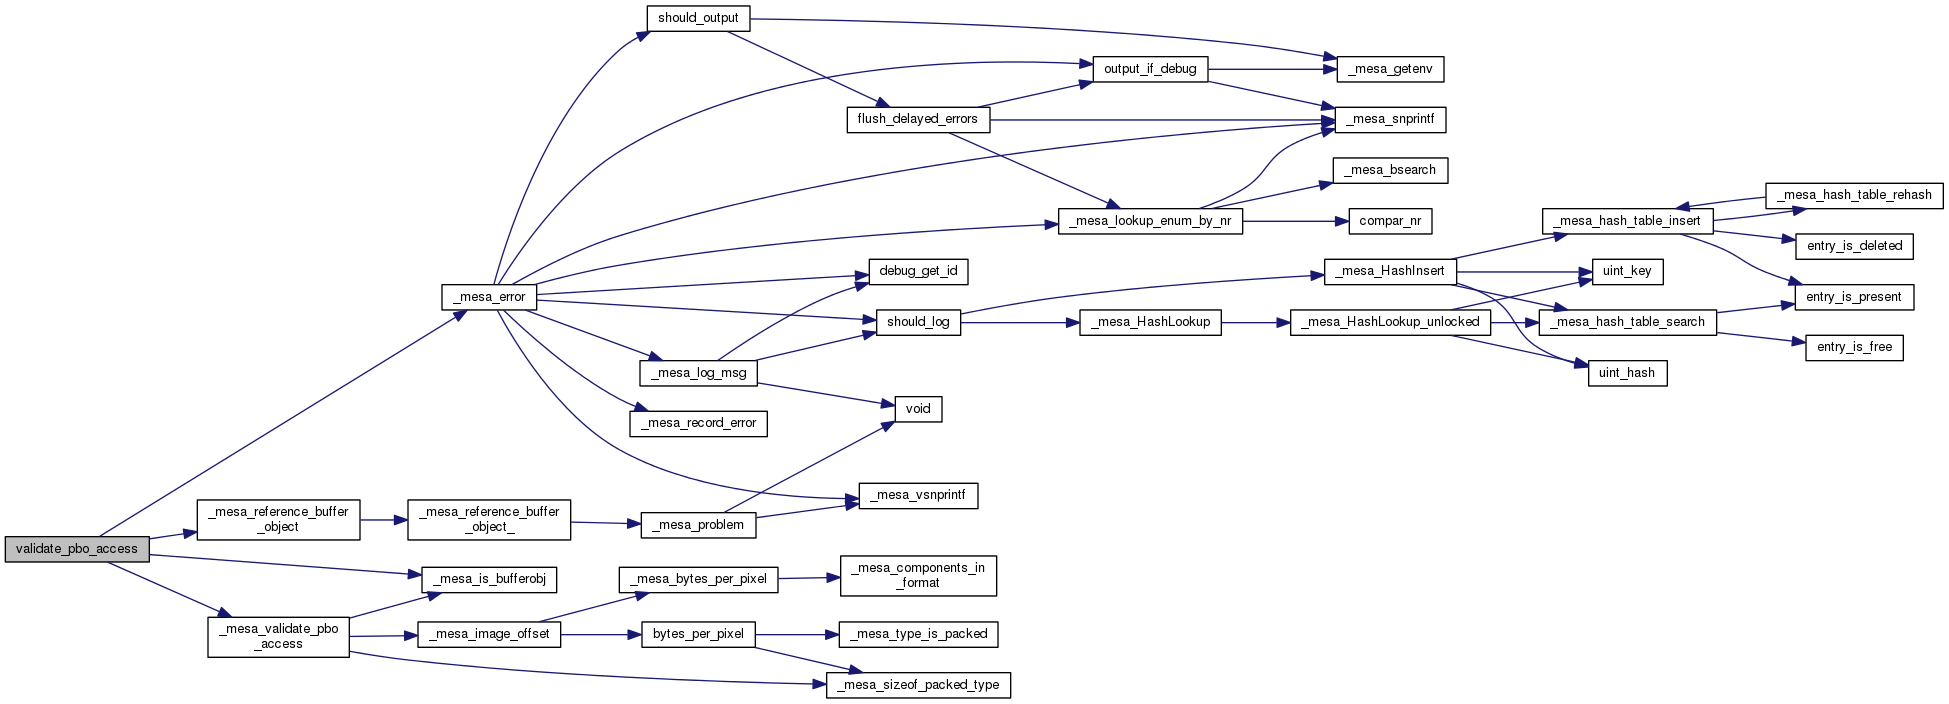 should_output
_mesa_getenv
output_if_debug
flush_delayed_errors
_mesa_snprintf
_mesa_bsearch
_mesa_hash_table_rehash
_mesa_lookup_enum_by_nr
compar_nr
_mesa_hash_table_insert
entry_is_deleted
debug_get_id
_mesa_HashInsert
uint_key
_mesa_error
entry_is_present
should_log
_mesa_HashLookup
_mesa_HashLookup_unlocked
_mesa_hash_table_search
entry_is_free
_mesa_log_msg
uint_hash
void
_mesa_record_error
_mesa_vsnprintf
_mesa_reference_buffer
_object
_mesa_reference_buffer
_object_
_mesa_problem
validate_pbo_access
_mesa_is_bufferobj
_mesa_bytes_per_pixel
_mesa_components_in
_format
_mesa_validate_pbo
_access
_mesa_image_offset
bytes_per_pixel
_mesa_type_is_packed
_mesa_sizeof_packed_type